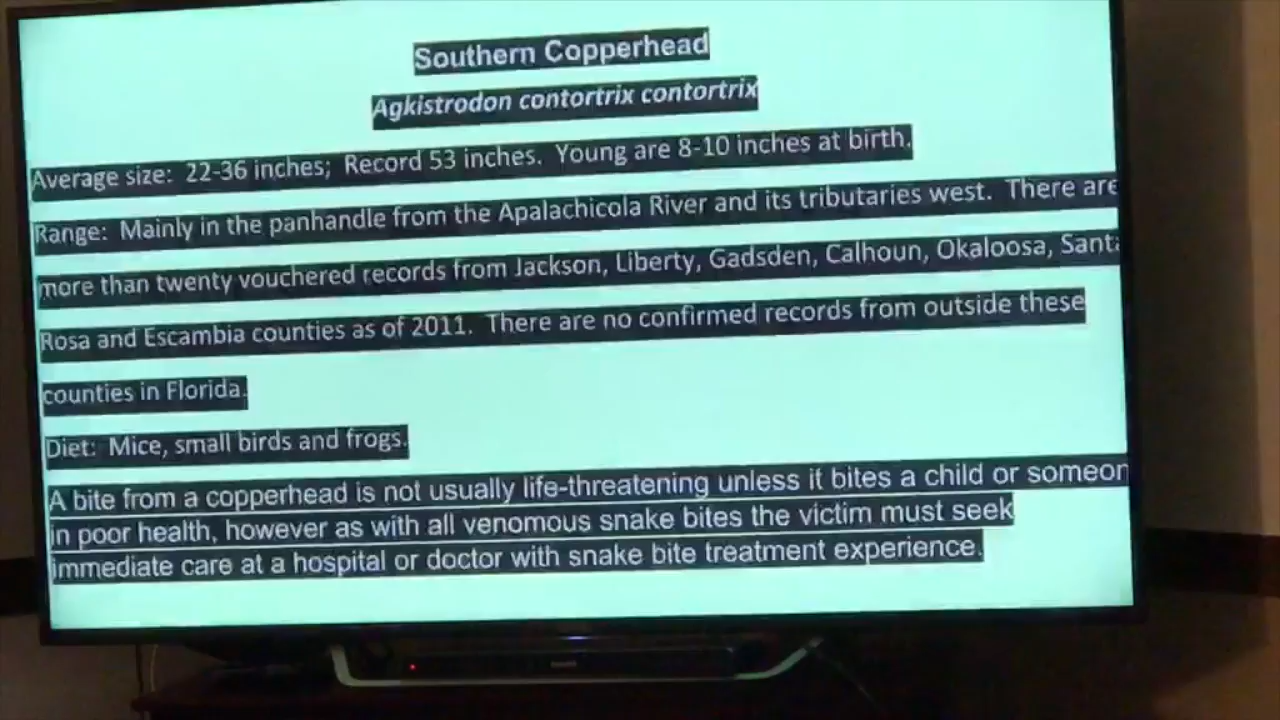 Southern Copperhead
Agkistrodon contortrix contortrix
Average size: 22-36 inches; Record 53 inches. Young are 8-10 inches at birth.
Range: Mainly in the panhandle from the Apalachicola River and its tributaries west. There are
more than twenty vouchered records from Jackson, Liberty, Gadsden, Calhoun, Okaloosa, Santa
Rosa and Escambia counties as of 2011. There are no confirmed records from outside these
counties in Florida.
Diet: Mice, small birds and frogs.
A bite from a copperhead is not usually life-threatening unless it bites a child or someon
in poor health, however as with all venomous snake bites the victim must seek
immediate care at a hospital or doctor with snake bite treatment experience.